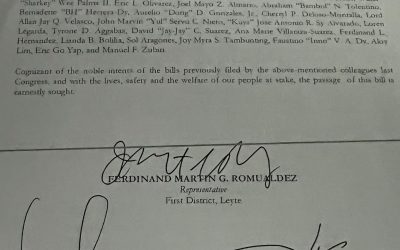 "Sharkey" Wee Palma II, Eric L. Olivarez, Joel Mayo Z. Almario, Abraham "Bambol" N. Tolentino,
Bernadette "BH" Herrera-Dy, Aurelio "Dong" D. Gonzales, Jr., Cheryl P. Deloso-Montalla, Lord
Allan Jay Q. Velasco, John Marvin "Yul" Servo C. Nieto, "Kuya" Jose Antonio R. Sy-Alvarado, Loren
Legarda, Tyrone D. Aggabas, David "Jay-Jay" C. Suarez, Ana Marie Villanza-Suarez, Ferdinand L.
Hernandez, Lianda B. Bolilia, Sol Aragones, Joy Myra S. Tambunting, Faustino "Inno" V. A. Dy, Aloy
Lim, Eric Go Yap, and Manuel F. Zubiri.
Cognizant of the noble intents of the bills previously filed by the above-mentioned colleagues last
Congress, and with the lives, safety and the welfare of our people at stake, the passage of this bill is
earnestly sought.
FERDINAND MARTIN G. ROMUALDEZ
Representative
First District, Leyte